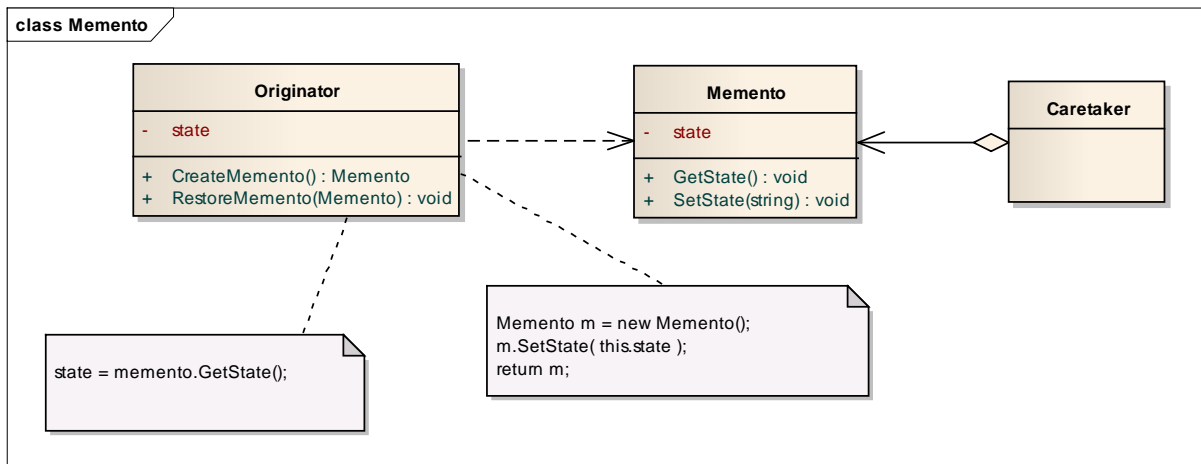 class Memento
Originator
- state
+ CreateMemento() : Memento
+ RestoreMemento(Memento) : void
Memento
- state
+ GetState() : void
+ SetState(string) : void
Caretaker
state = memento.GetState();
Memento m = new Memento();
m.SetState( this.state );
return m;